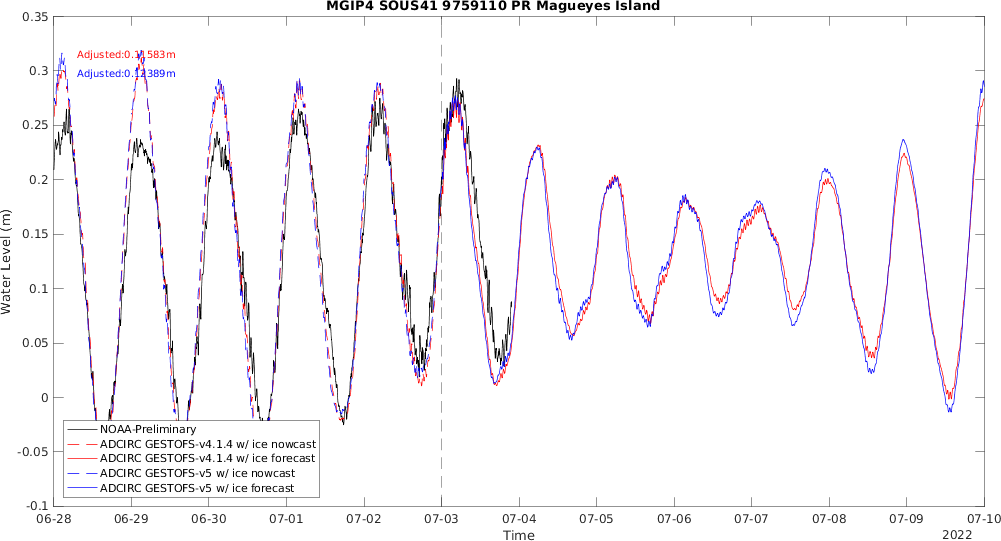 MGIP4 SOUS41 9759110 PR Magueyes Island
Water Level (m)
0.35
0.3
0.25
0.2
0.15
0.1
0.05
0
-0.05
-0.1
Adjusted:0.11583m
Adjusted:0.12389m
NOAA-Preliminary
ADCIRC GESTOFS-v4.1.4 w/ ice nowcast
ADCIRC GESTOFS-v4.1.4 w/ ice forecast
ADCIRC GESTOFS-v5 w/ ice nowcast
ADCIRC GESTOFS-v5 w/ ice forecast
06-28 06-29 06-30 07-01 07-02 07-03 07-04 07-05 07-06 07-07 07-08 07-09 07-10
Time
2022